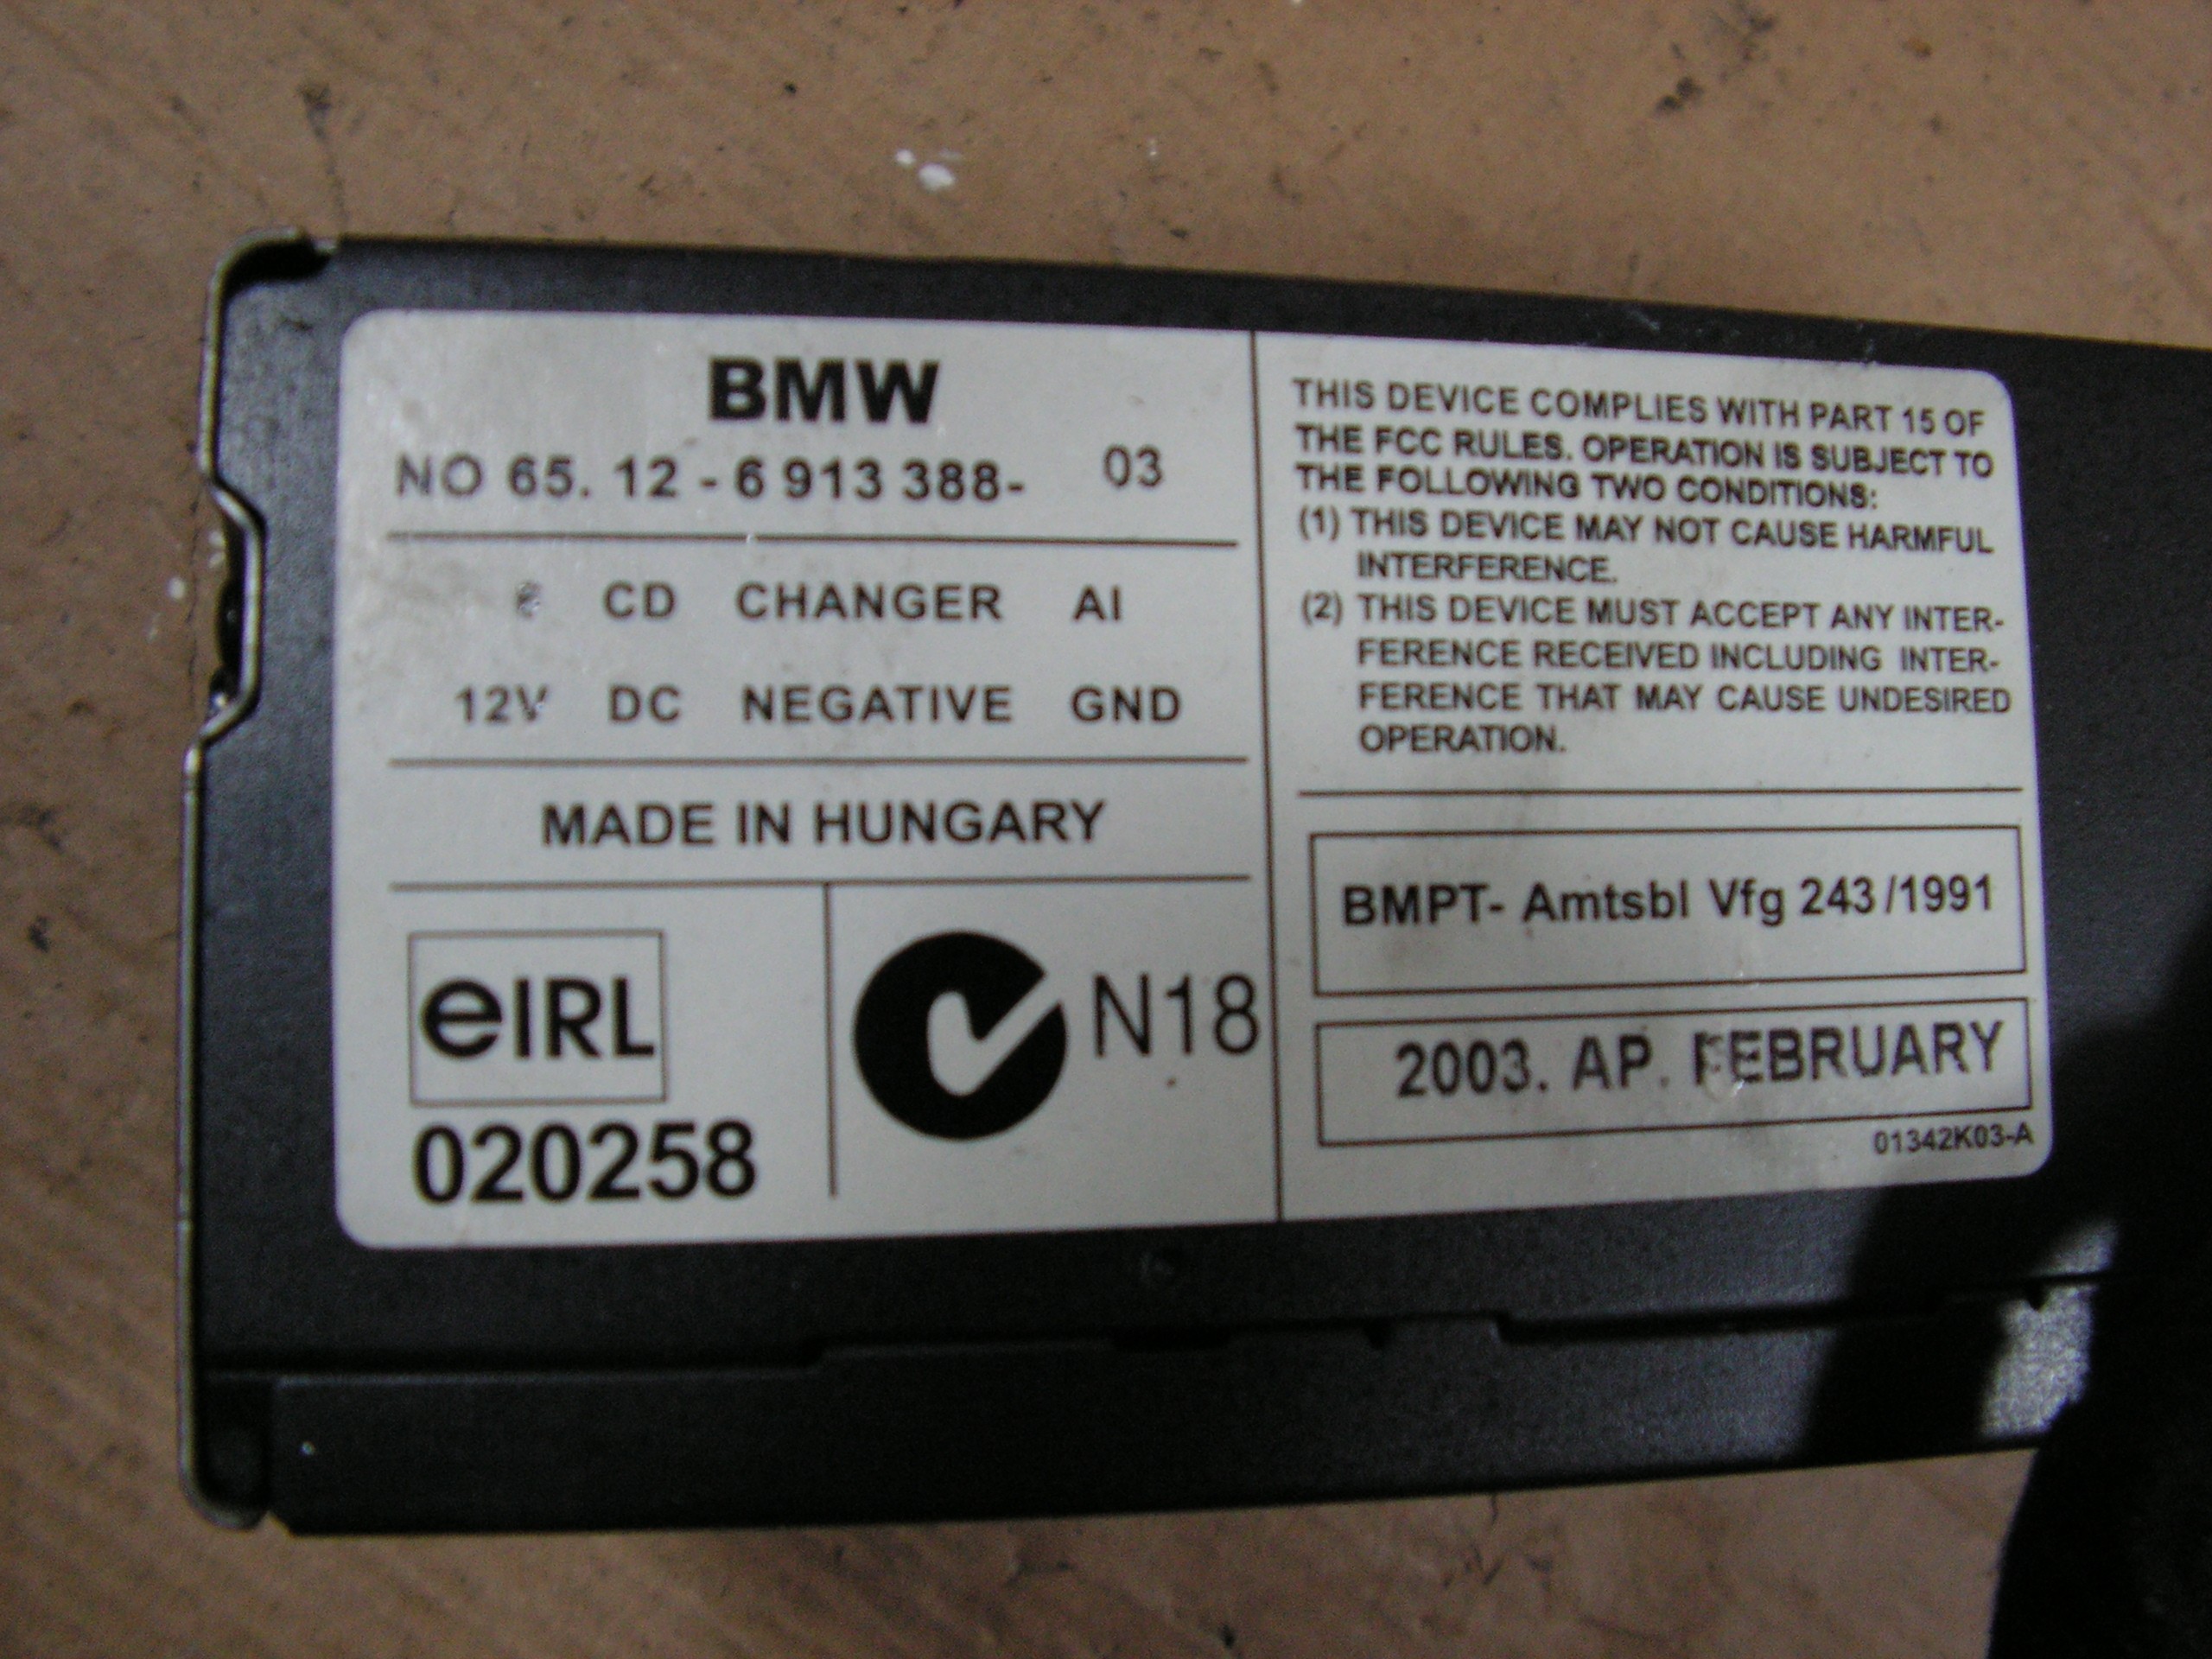 BMW
NO 65. 12 - 6 913 388- 03
CD CHANGER AI
12V DC NEGATIVE GND
MADE IN HUNGARY
eIRL
020258
N18
THIS DEVICE COMPLIES WITH PART 15 OF
THE FCC RULES. OPERATION IS SUBJECT TO
THE FOLLOWING TWO CONDITIONS:
(1) THIS DEVICE MAY NOT CAUSE HARMFUL
INTERFERENCE.
(2) THIS DEVICE MUST ACCEPT ANY INTER-
FERENCE RECEIVED INCLUDING INTER-
FERENCE THAT MAY CAUSE UNDESIRED
OPERATION.
BMPT- Amtsbl Vfg 243 /1991
2003. AP. FEBRUARY
01342K03-A